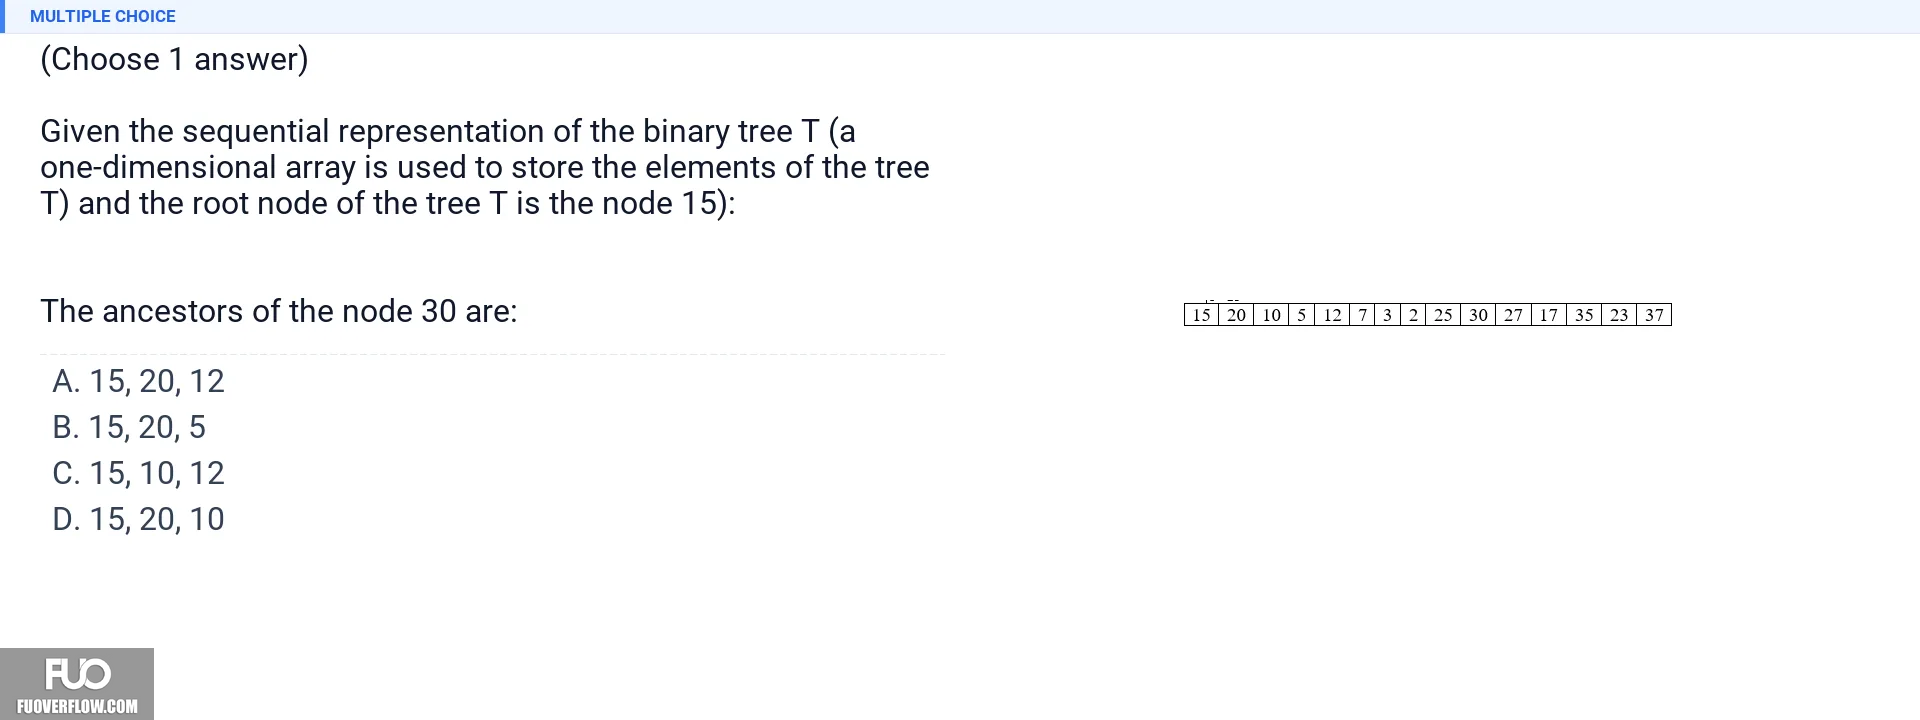 MULTIPLE CHOICE
(Choose 1 answer)
Given the sequential representation of the binary tree T (a
one-dimensional array is used to store the elements of the tree
T) and the root node of the tree T is the node 15):
The ancestors of the node 30 are:
15 20 10 5 12 7 3 2 25 30 27 17 35 23 37
A. 15, 20, 12
B. 15, 20, 5
C. 15, 10, 12
D. 15, 20, 10
FUO
FUOVERFLOW.COM